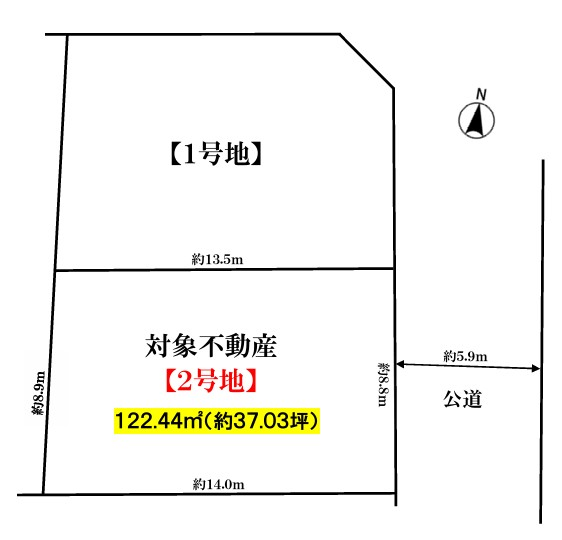 N
【1号地】
約13.5m
対象不動産
【2号地】
122.44㎡(約37.03坪)
約8.9m
約8.8m
約5.9m
公道
約14.0m